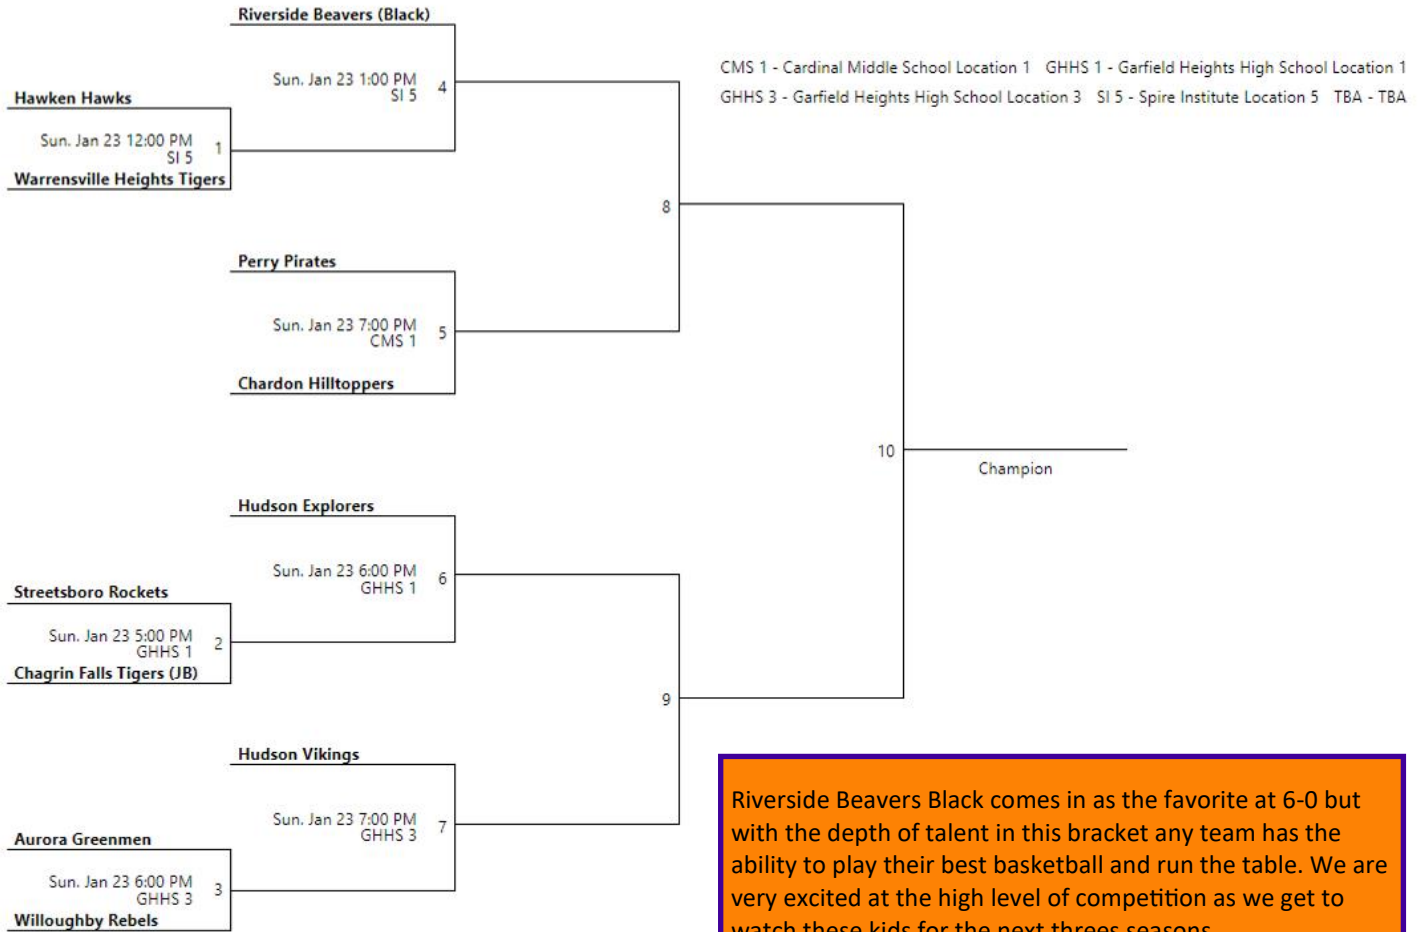 Riverside Beavers (Black)
Sun. Jan 23 1:00 PM
SI 5
4
CMS 1 - Cardinal Middle School Location 1 GHHS 1 - Garfield Heights High School Location 1
GHHS 3 - Garfield Heights High School Location 3 SI 5 - Spire Institute Location 5 TBA - TBA
Hawken Hawks
Sun. Jan 23 12:00 PM
SI 5
1
Warrensville Heights Tigers
8
Perry Pirates
Sun. Jan 23 7:00 PM
CMS 1
5
Chardon Hilltoppers
10
Champion
Hudson Explorers
Sun. Jan 23 6:00 PM
GHHS 1
6
Streetsboro Rockets
Sun. Jan 23 5:00 PM
GHHS 1
2
Chagrin Falls Tigers (JB)
9
Hudson Vikings
Sun. Jan 23 7:00 PM
GHHS 3
7
Aurora Greenmen
Sun. Jan 23 6:00 PM
GHHS 3
3
Willoughby Rebels
Riverside Beavers Black comes in as the favorite at 6-0 but
with the depth of talent in this bracket any team has the
ability to play their best basketball and run the table. We are
very excited at the high level of competition as we get to
watch these kids for the next threes seasons